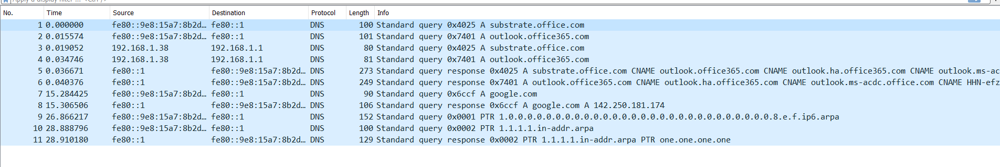 Apply a display filter ... <Ctrl-/>
No. Time Source Destination Protocol Length Info
1 0.000000 fe80::9e8:15a7:8b2d… fe80::1 DNS 100 Standard query 0x4025 A substrate.office.com
2 0.015574 fe80::9e8:15a7:8b2d… fe80::1 DNS 101 Standard query 0x7401 A outlook.office365.com
3 0.019052 192.168.1.38 192.168.1.1 DNS 80 Standard query 0x4025 A substrate.office.com
4 0.034746 192.168.1.38 192.168.1.1 DNS 81 Standard query 0x7401 A outlook.office365.com
5 0.036671 fe80::1 fe80::9e8:15a7:8b2d… DNS 273 Standard query response 0x4025 A substrate.office.com CNAME outlook.office365.com CNAME outlook.ha.office365.com CNAME outlook.ms-ac
6 0.040376 fe80::1 fe80::9e8:15a7:8b2d… DNS 249 Standard query response 0x7401 A outlook.office365.com CNAME outlook.ha.office365.com CNAME outlook.ms-acdc.office.com CNAME HHN-efz
7 15.284425 fe80::9e8:15a7:8b2d… fe80::1 DNS 90 Standard query 0x6ccf A google.com
8 15.306506 fe80::1 fe80::9e8:15a7:8b2d… DNS 106 Standard query response 0x6ccf A google.com A 142.250.181.174
9 26.866217 fe80::9e8:15a7:8b2d… fe80::1 DNS 152 Standard query 0x0001 PTR 1.0.0.0.0.0.0.0.0.0.0.0.0.0.0.0.0.0.0.0.0.0.0.0.0.0.0.0.0.8.e.f.ip6.arpa
10 28.888796 fe80::9e8:15a7:8b2d… fe80::1 DNS 100 Standard query 0x0002 PTR 1.1.1.1.in-addr.arpa
11 28.910180 fe80::1 fe80::9e8:15a7:8b2d… DNS 129 Standard query response 0x0002 PTR 1.1.1.1.in-addr.arpa PTR one.one.one.one